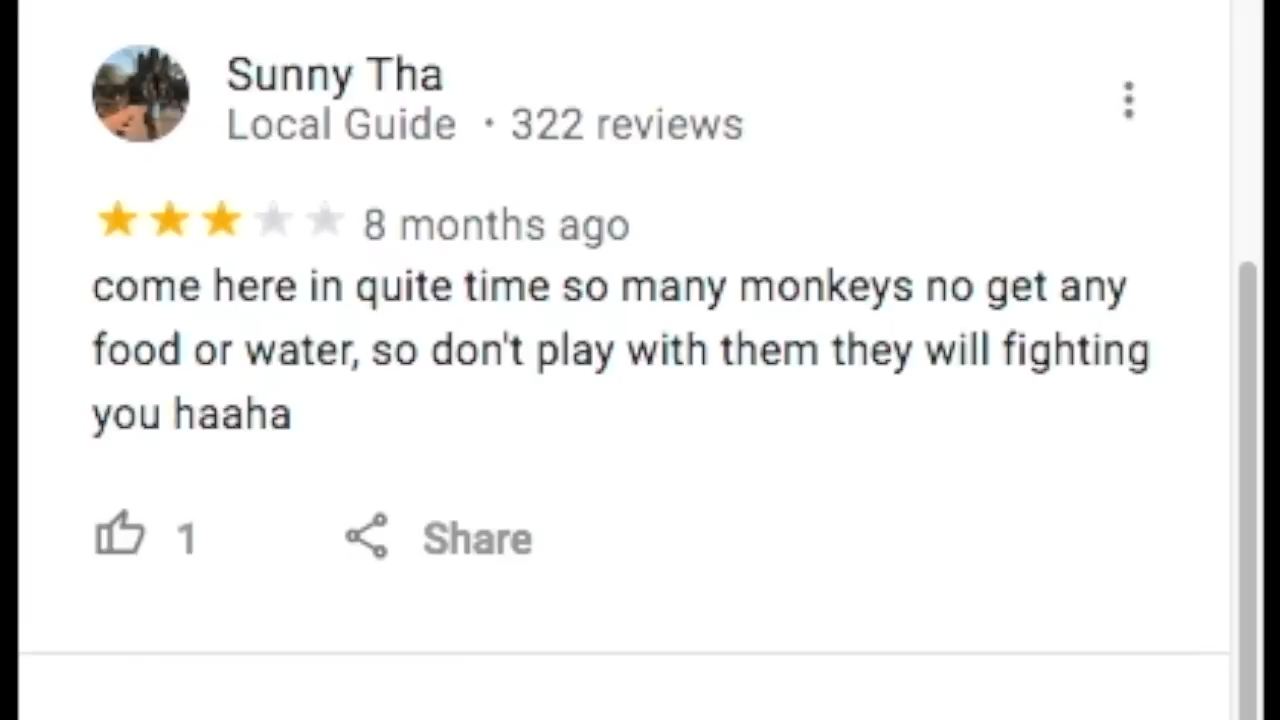 Sunny Tha
Local Guide · 322 reviews
8 months ago
come here in quite time so many monkeys no get any
food or water, so don't play with them they will fighting
you haaha
1 Share